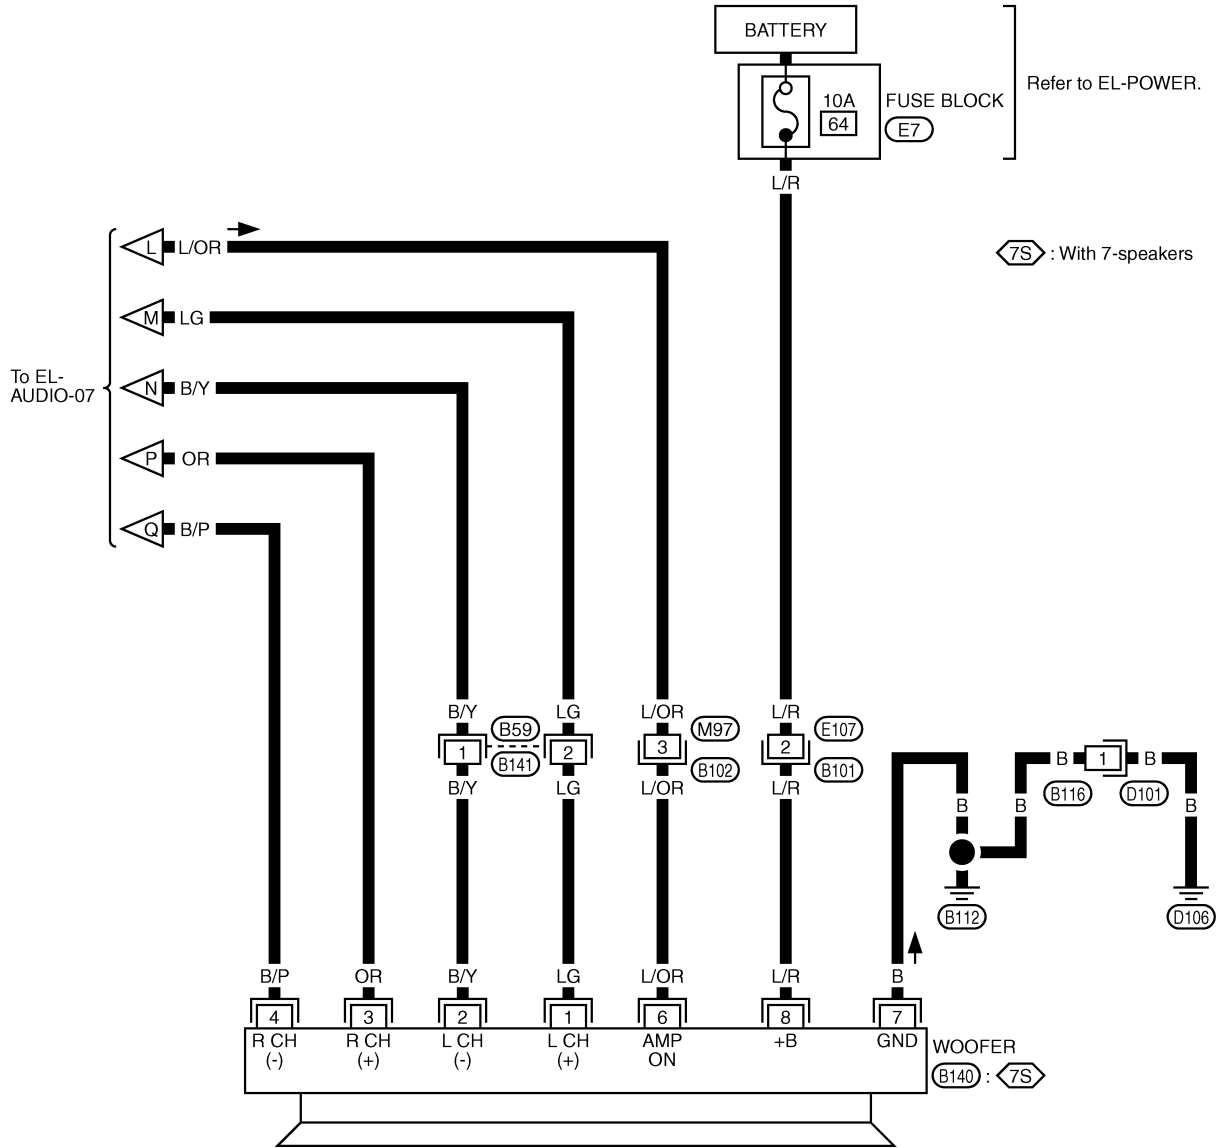 BATTERY
Refer to EL-POWER.
10A
64
FUSE BLOCK
E7
L/R
7S : With 7-speakers
To EL-
AUDIO-07
L L/OR
M LG
N B/Y
P OR
Q B/P
B/Y LG L/OR L/R
B59 M97 E107
1 2 3 2
B141 B102 B101
B/Y LG L/OR L/R
B 1 B
B116 D101
B B B
B112 D106
B/P OR B/Y LG L/OR L/R B
4 3 2 1 6 8 7
R CH R CH L CH L CH AMP +B GND
(-) (+) (-) (+) ON
WOOFER
B140 : 7S